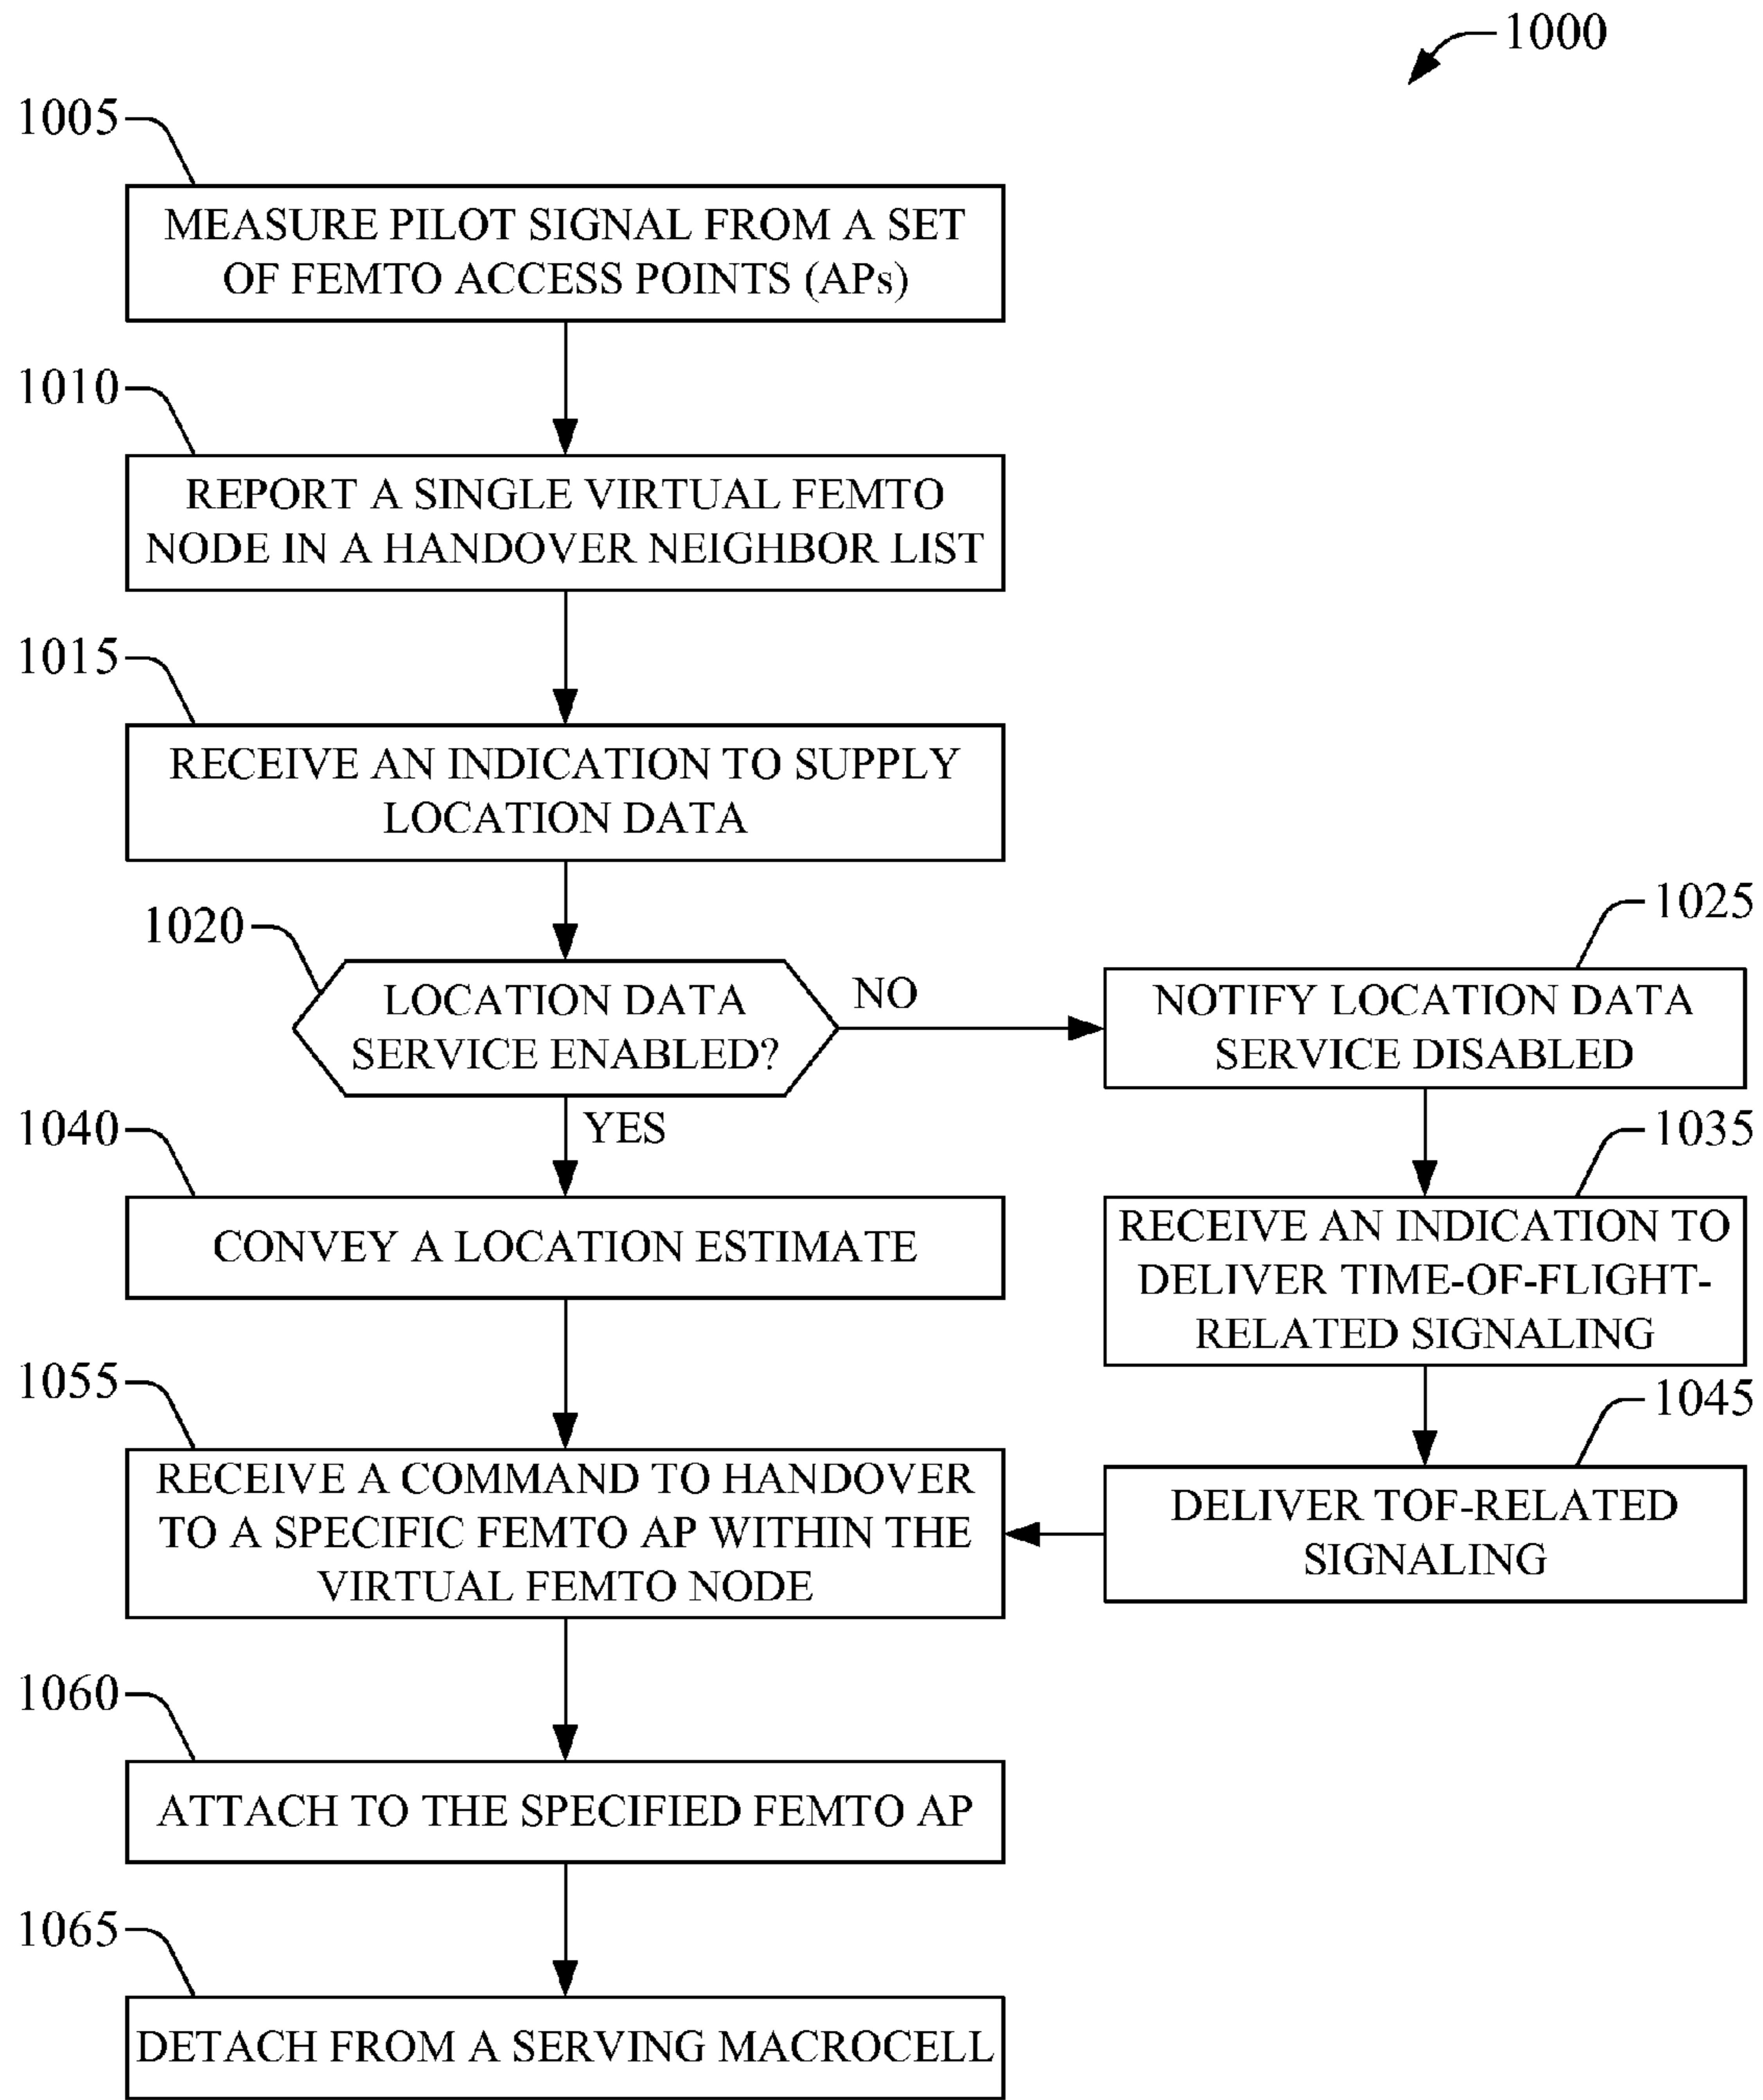 1000
1005
MEASURE PILOT SIGNAL FROM A SET
OF FEMTO ACCESS POINTS (APs)
1010
REPORT A SINGLE VIRTUAL FEMTO
NODE IN A HANDOVER NEIGHBOR LIST
1015
RECEIVE AN INDICATION TO SUPPLY
LOCATION DATA
1020
LOCATION DATA
SERVICE ENABLED?
NO
1025
NOTIFY LOCATION DATA
SERVICE DISABLED
YES
1040
CONVEY A LOCATION ESTIMATE
1035
RECEIVE AN INDICATION TO
DELIVER TIME-OF-FLIGHT-
RELATED SIGNALING
1045
DELIVER TOF-RELATED
SIGNALING
1055
RECEIVE A COMMAND TO HANDOVER
TO A SPECIFIC FEMTO AP WITHIN THE
VIRTUAL FEMTO NODE
1060
ATTACH TO THE SPECIFIED FEMTO AP
1065
DETACH FROM A SERVING MACROCELL